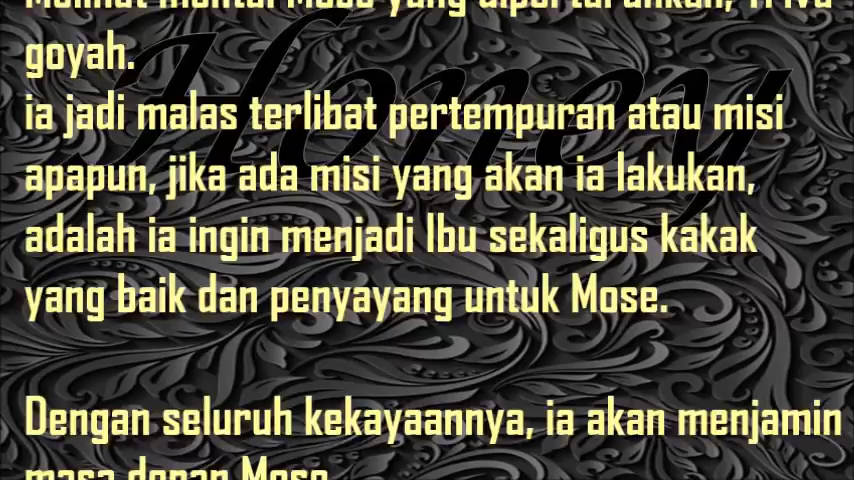 Melihat mental Mose yang dipertaruhkan,
goyah.
ia jadi malas terlibat pertempuran atau misi
apapun, jika ada misi yang akan ia lakukan,
adalah ia ingin menjadi Ibu sekaligus kakak
yang baik dan penyayang untuk Mose.
Dengan seluruh kekayaannya, ia akan menjamin
masa depan Mose
Honey